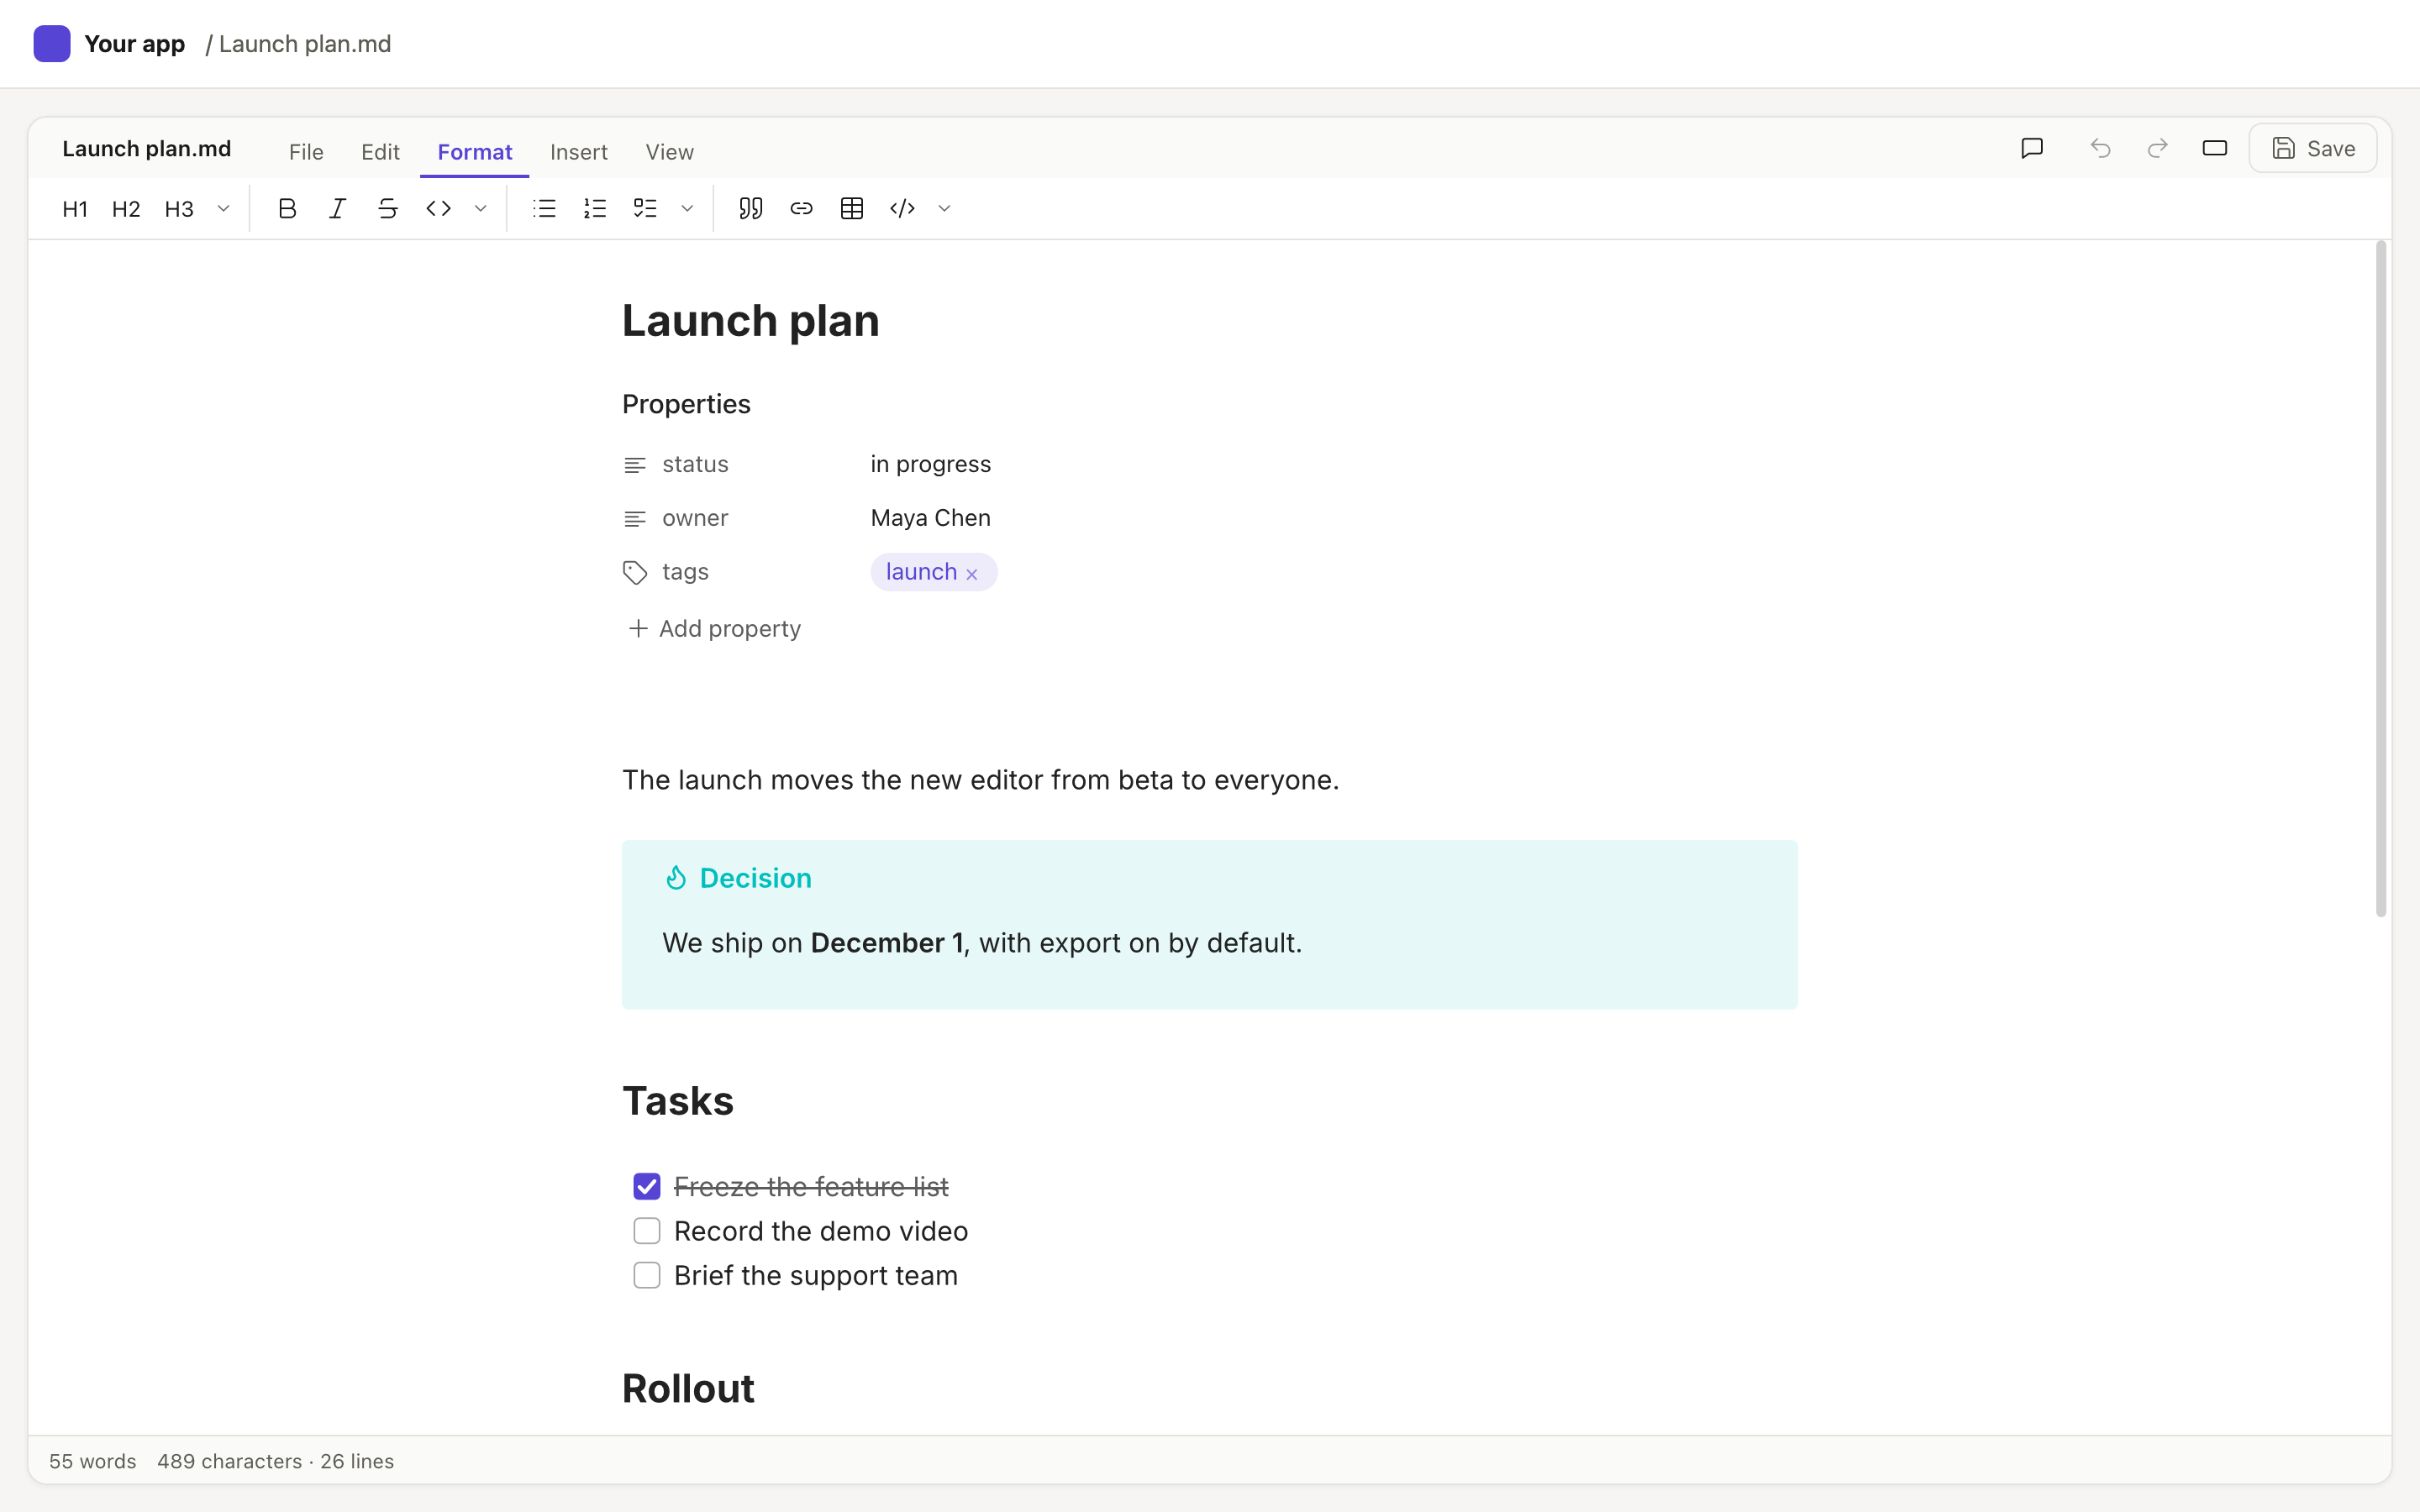 Your app / Launch plan.md
Launch plan.md File Edit Format Insert View Save
H1 H2 H3
Launch plan
Properties
status in progress
owner Maya Chen
tags launch ×
+ Add property
The launch moves the new editor from beta to everyone.
Decision
We ship on December 1, with export on by default.
Tasks
Freeze the feature list
Record the demo video
Brief the support team
Rollout
55 words 489 characters · 26 lines